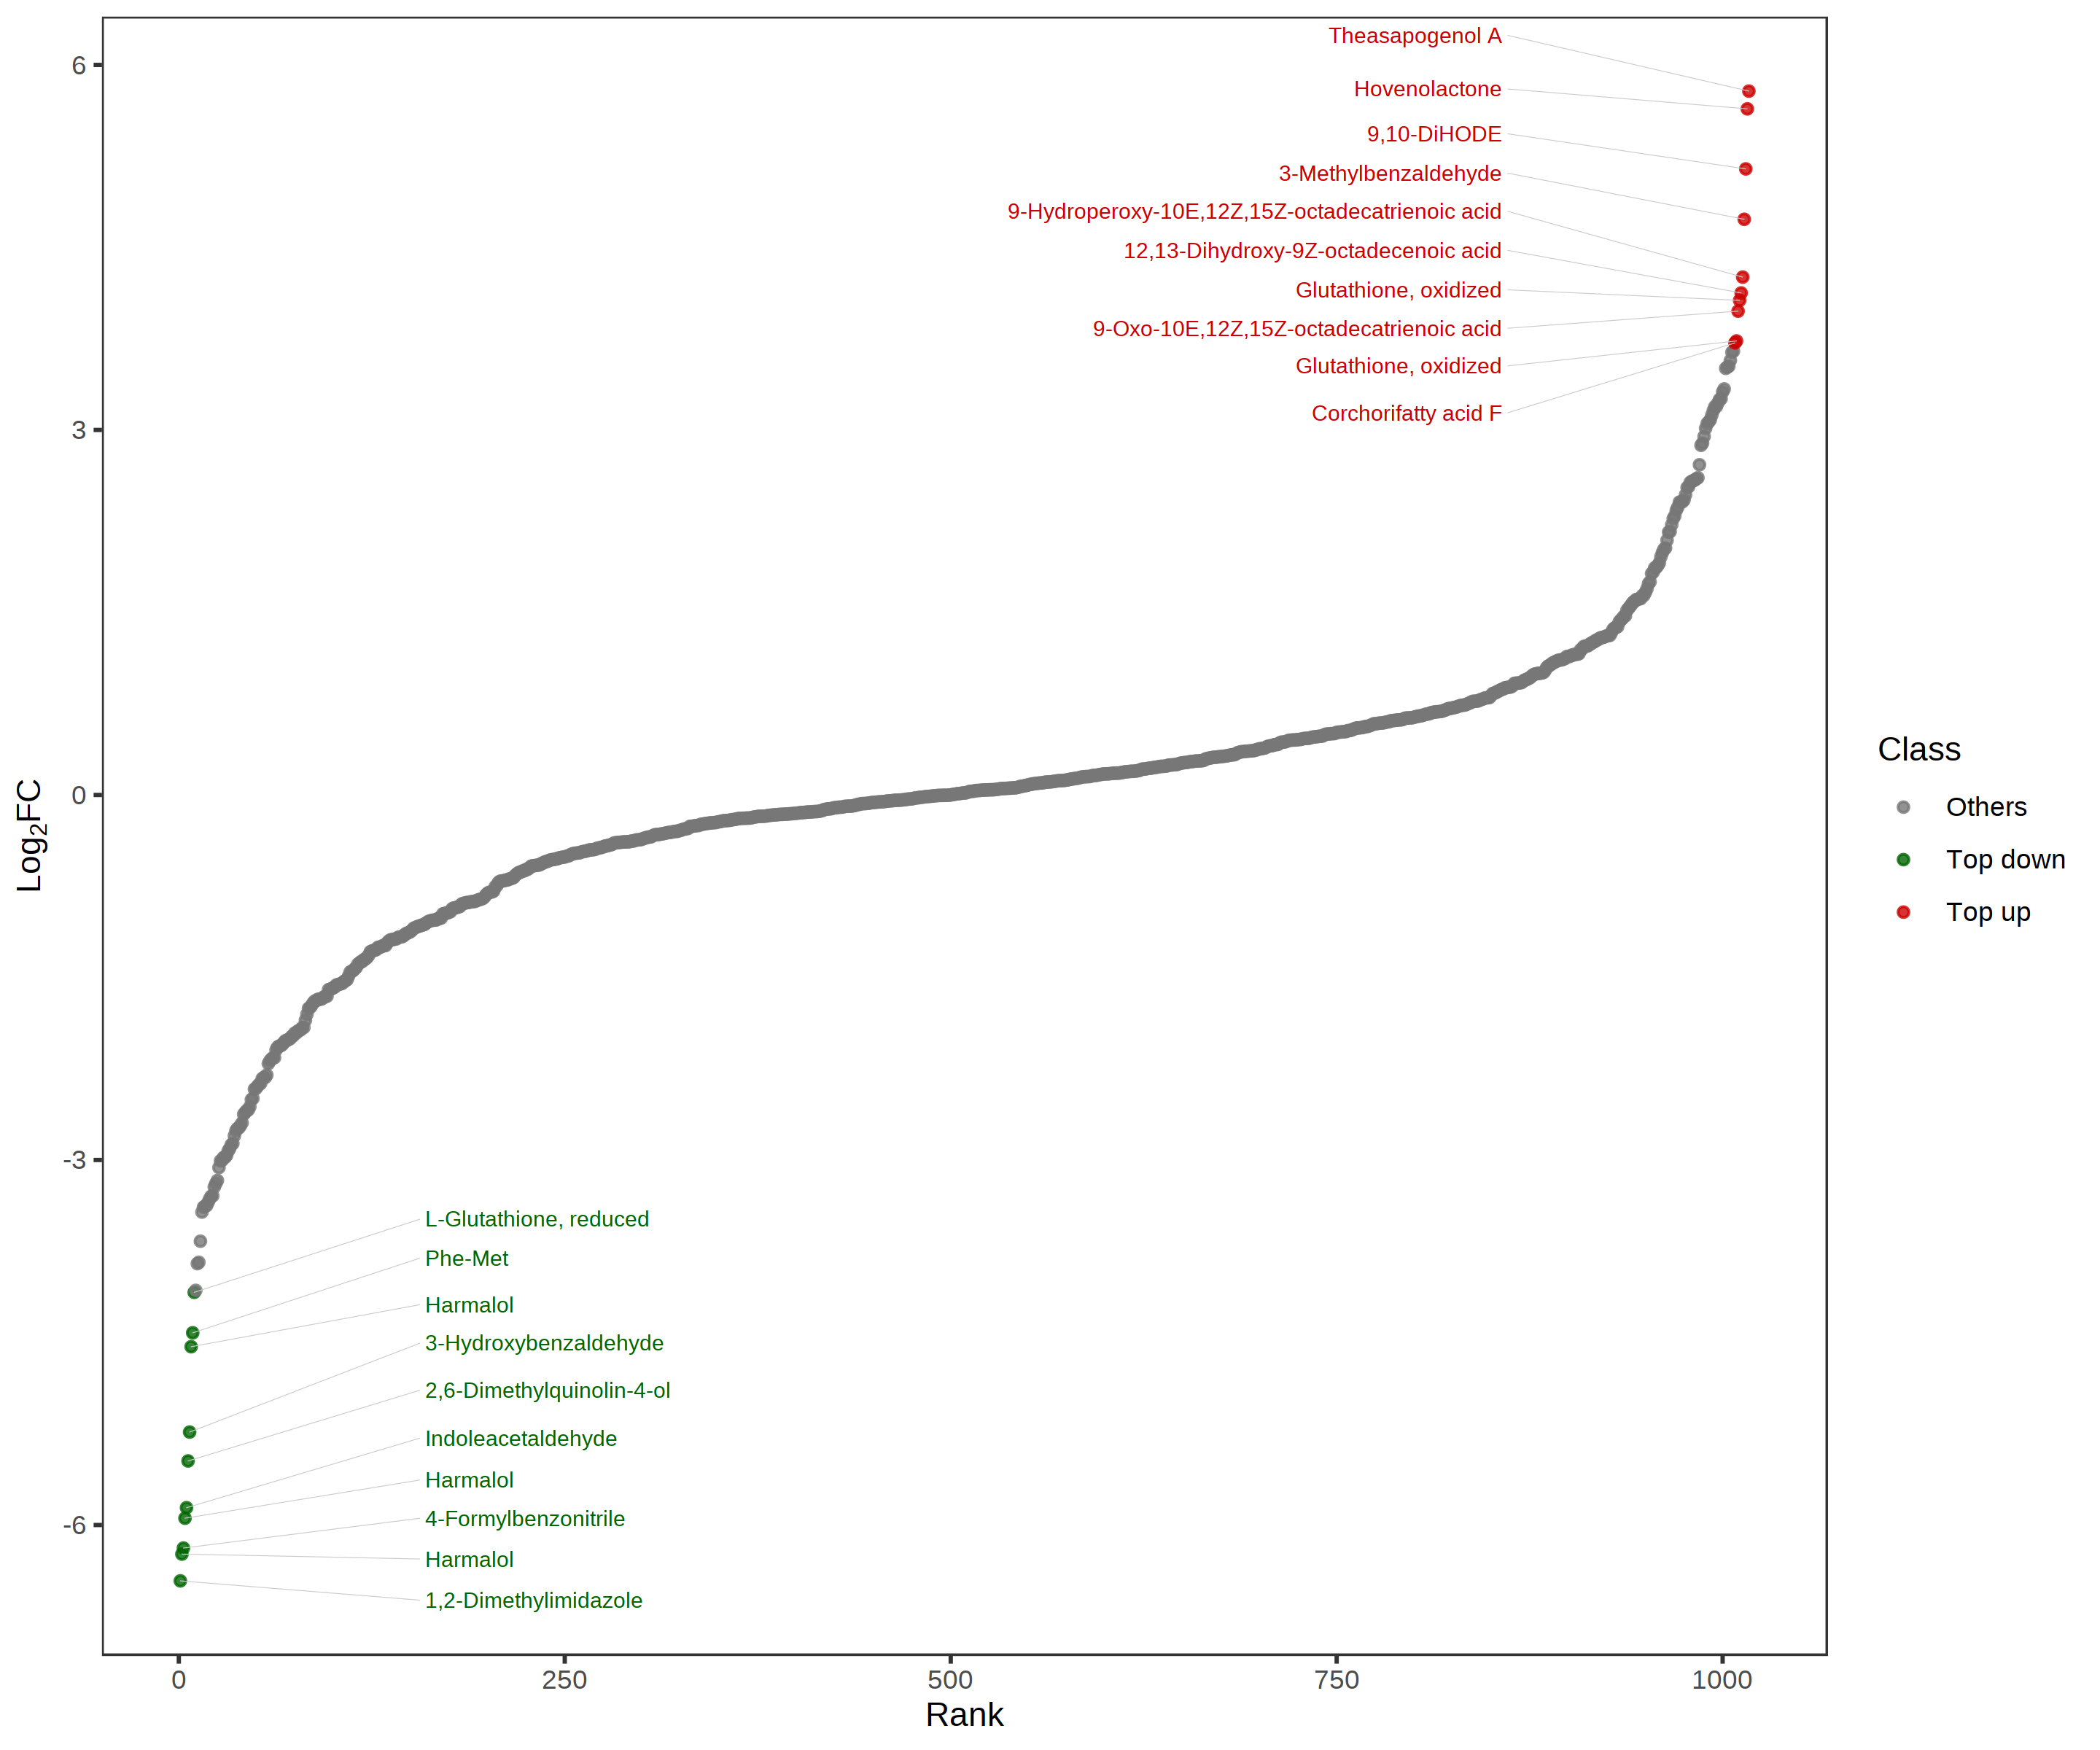 Theasapogenol A
6
Hovenolactone
9,10-DiHODE
3-Methylbenzaldehyde
9-Hydroperoxy-10E,12Z,15Z-octadecatrienoic acid
12,13-Dihydroxy-9Z-octadecenoic acid
Glutathione, oxidized
9-Oxo-10E,12Z,15Z-octadecatrienoic acid
Glutathione, oxidized
Corchorifatty acid F
3
0
-3
-6
Log₂FC
L-Glutathione, reduced
Phe-Met
Harmalol
3-Hydroxybenzaldehyde
2,6-Dimethylquinolin-4-ol
Indoleacetaldehyde
Harmalol
4-Formylbenzonitrile
Harmalol
1,2-Dimethylimidazole
0 250 500 750 1000
Rank
Class
Others
Top down
Top up